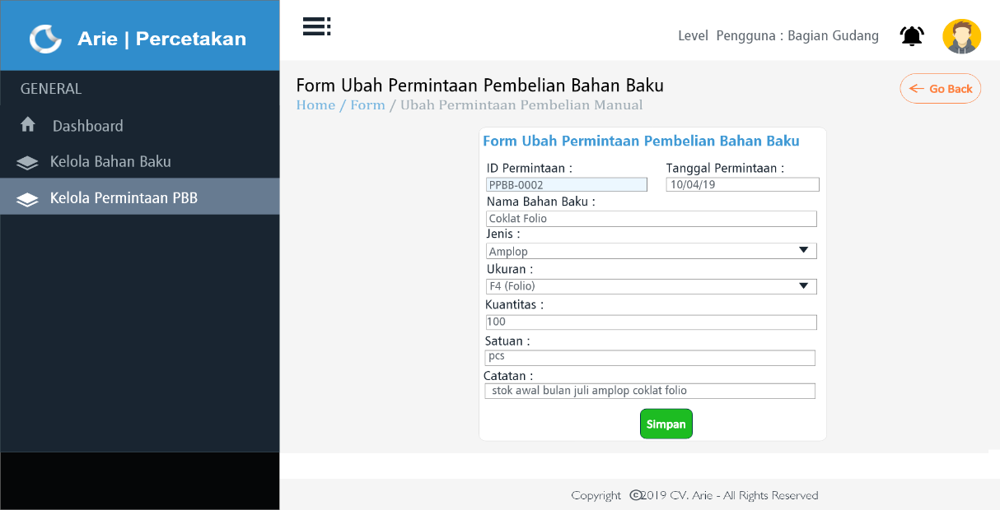 Arie | Percetakan
Level Pengguna : Bagian Gudang
GENERAL
Dashboard
Kelola Bahan Baku
Kelola Permintaan PBB
Form Ubah Permintaan Pembelian Bahan Baku
Home / Form / Ubah Permintaan Pembelian Manual
Go Back
Form Ubah Permintaan Pembelian Bahan Baku
ID Permintaan : Tanggal Permintaan :
PPBB-0002 10/04/19
Nama Bahan Baku :
Coklat Folio
Jenis :
Amplop
Ukuran :
F4 (Folio)
Kuantitas :
100
Satuan :
pcs
Catatan :
stok awal bulan juli amplop coklat folio
Simpan
Copyright ©2019 CV. Arie - All Rights Reserved